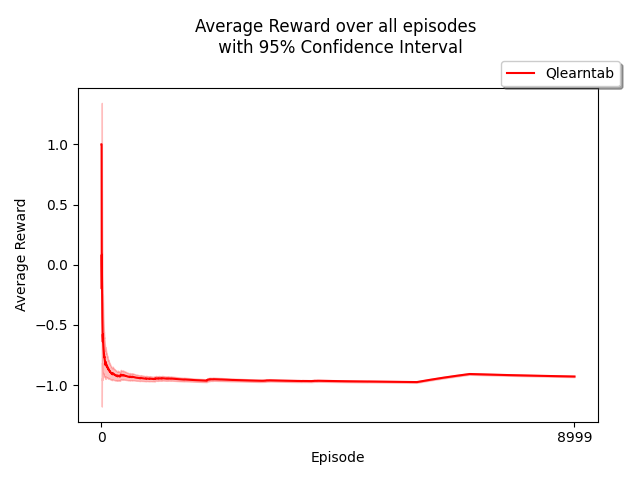 Average Reward over all episodes
with 95% Confidence Interval
Qlearntab
1.0
0.5
0.0
−0.5
−1.0
Average Reward
0
8999
Episode